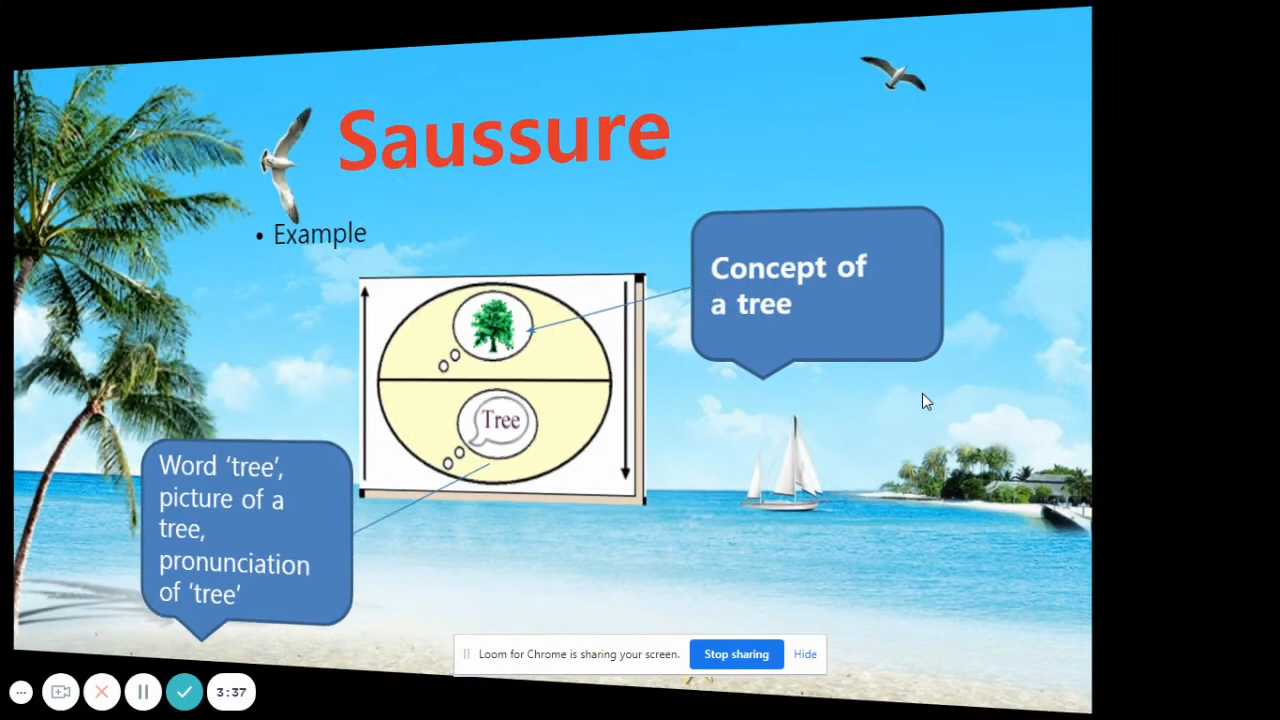 Saussure
• Example
Concept of
a tree
Tree
Word ‘tree’,
picture of a
tree,
pronunciation
of ‘tree’
Loom for Chrome is sharing your screen.
Stop sharing
Hide
3:37